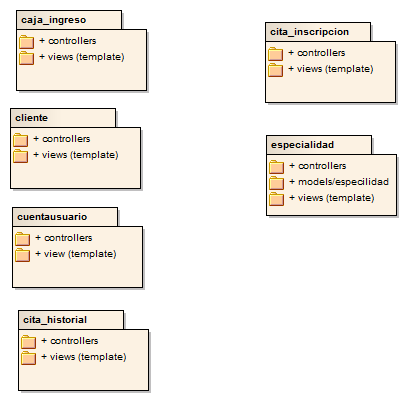 caja_ingreso
+ controllers
+ views (template)
cliente
+ controllers
+ views (template)
cuentausuario
+ controllers
+ view (template)
cita_historial
+ controllers
+ views (template)
cita_inscripcion
+ controllers
+ views (template)
especialidad
+ controllers
+ models/especilidad
+ views (template)